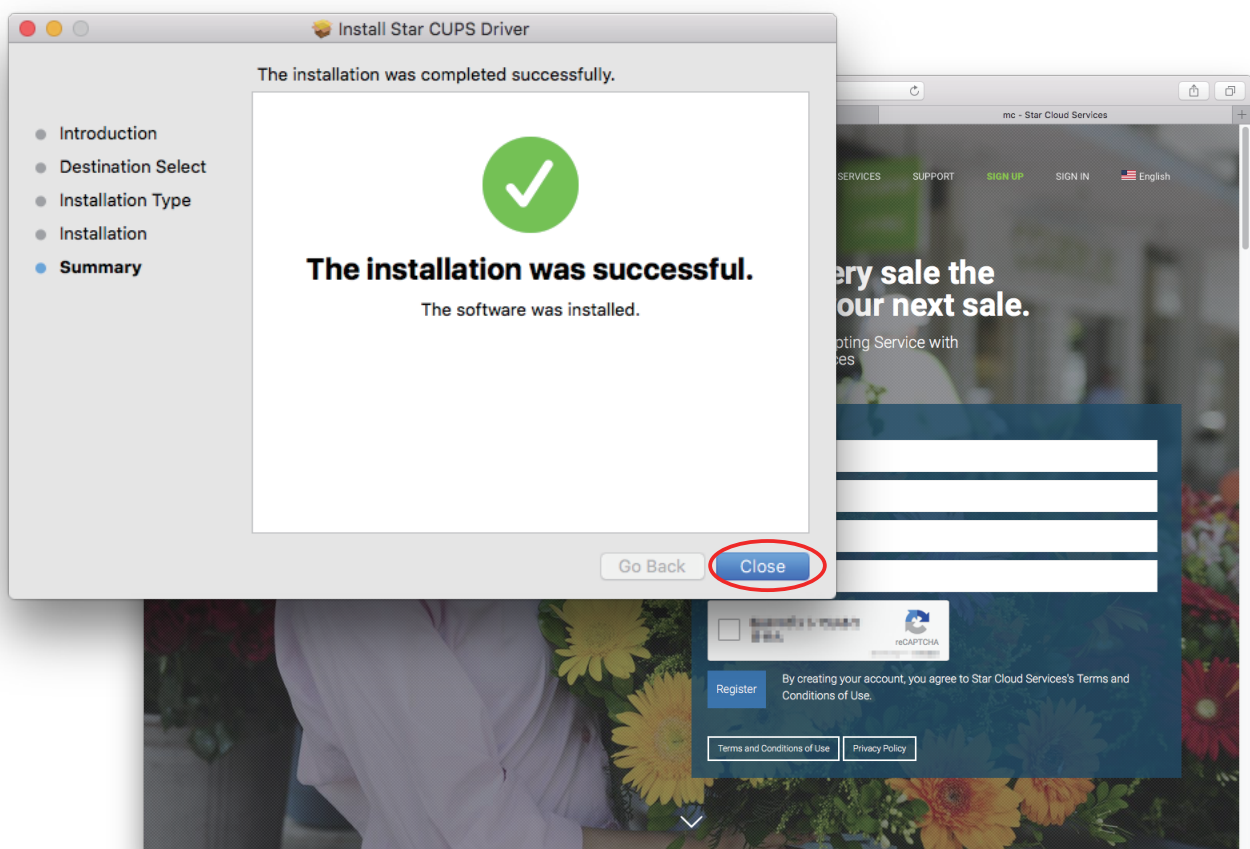 Install Star CUPS Driver
The installation was completed successfully.
Introduction
Destination Select
Installation Type
Installation
Summary
The installation was successful.
The software was installed.
Go Back
Close
mc - Star Cloud Services
SERVICES
SUPPORT
SIGN UP
SIGN IN
English
ery sale the
our next sale.
pting Service with
ces
reCAPTCHA
Register
By creating your account, you agree to Star Cloud Services's Terms and
Conditions of Use.
Terms and Conditions of Use
Privacy Policy